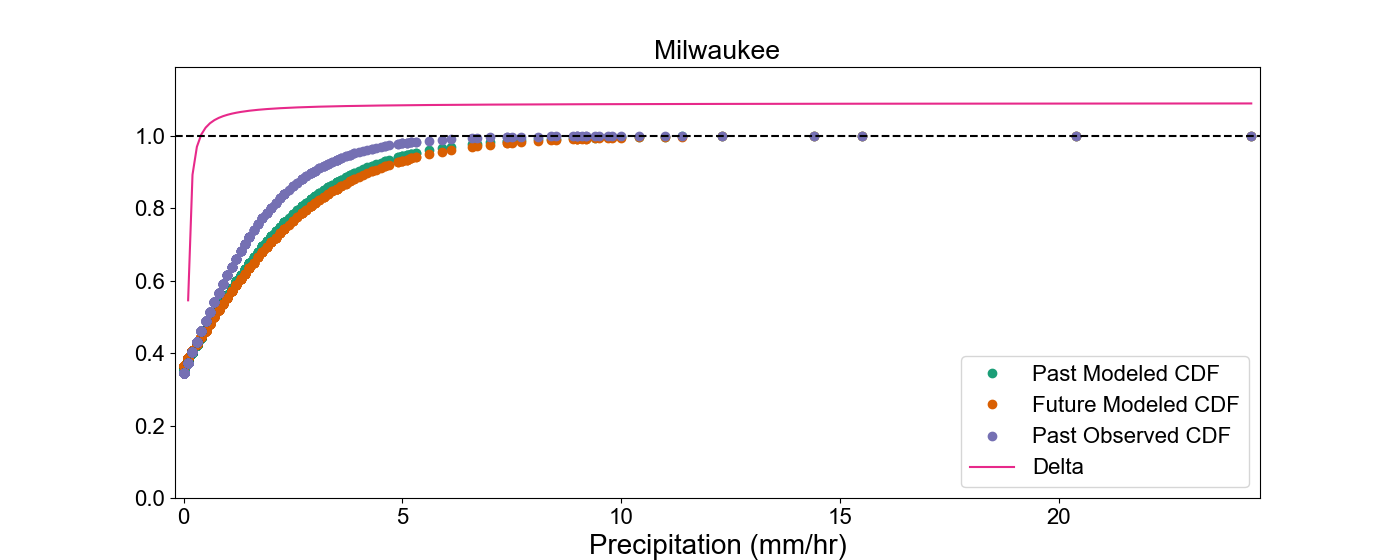 Milwaukee
1.0
0.8
0.6
0.4
0.2
0.0
Past Modeled CDF
Future Modeled CDF
Past Observed CDF
Delta
0 5 10 15 20
Precipitation (mm/hr)